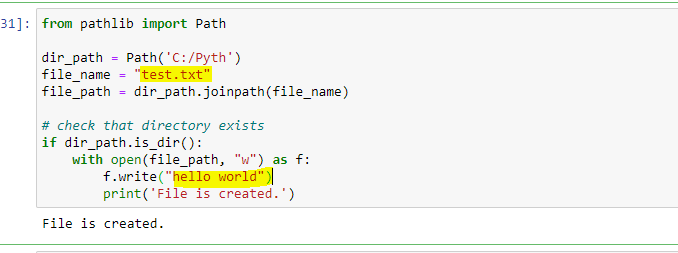 31]: from pathlib import Path
dir_path = Path('C:/Pyth')
file_name = "test.txt"
file_path = dir_path.joinpath(file_name)
# check that directory exists
if dir_path.is_dir():
    with open(file_path, "w") as f:
        f.write("hello world")
        print('File is created.')
File is created.